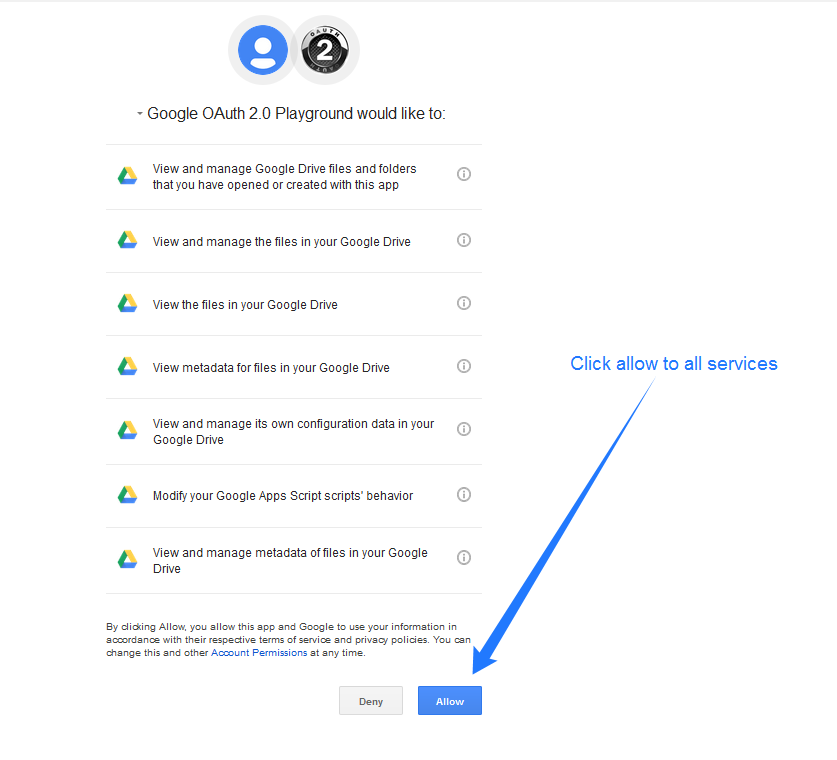 OAUTH
2
Google OAuth 2.0 Playground would like to:
View and manage Google Drive files and folders
that you have opened or created with this app
View and manage the files in your Google Drive
View the files in your Google Drive
View metadata for files in your Google Drive
Click allow to all services
View and manage its own configuration data in your
Google Drive
Modify your Google Apps Script scripts' behavior
View and manage metadata of files in your Google
Drive
By clicking Allow, you allow this app and Google to use your information in
accordance with their respective terms of service and privacy policies. You can
change this and other Account Permissions at any time.
Deny
Allow